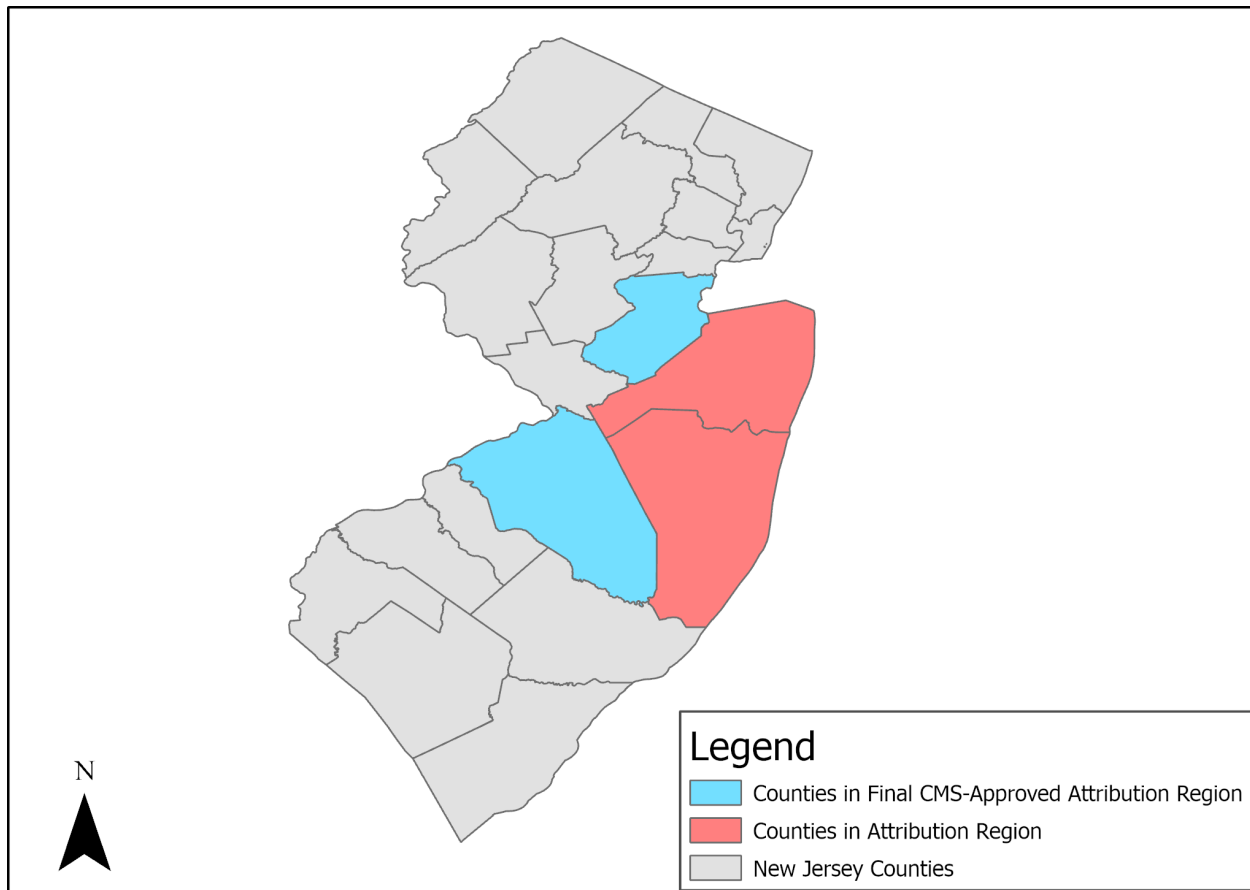 N
Legend
Counties in Final CMS-Approved Attribution Region
Counties in Attribution Region
New Jersey Counties